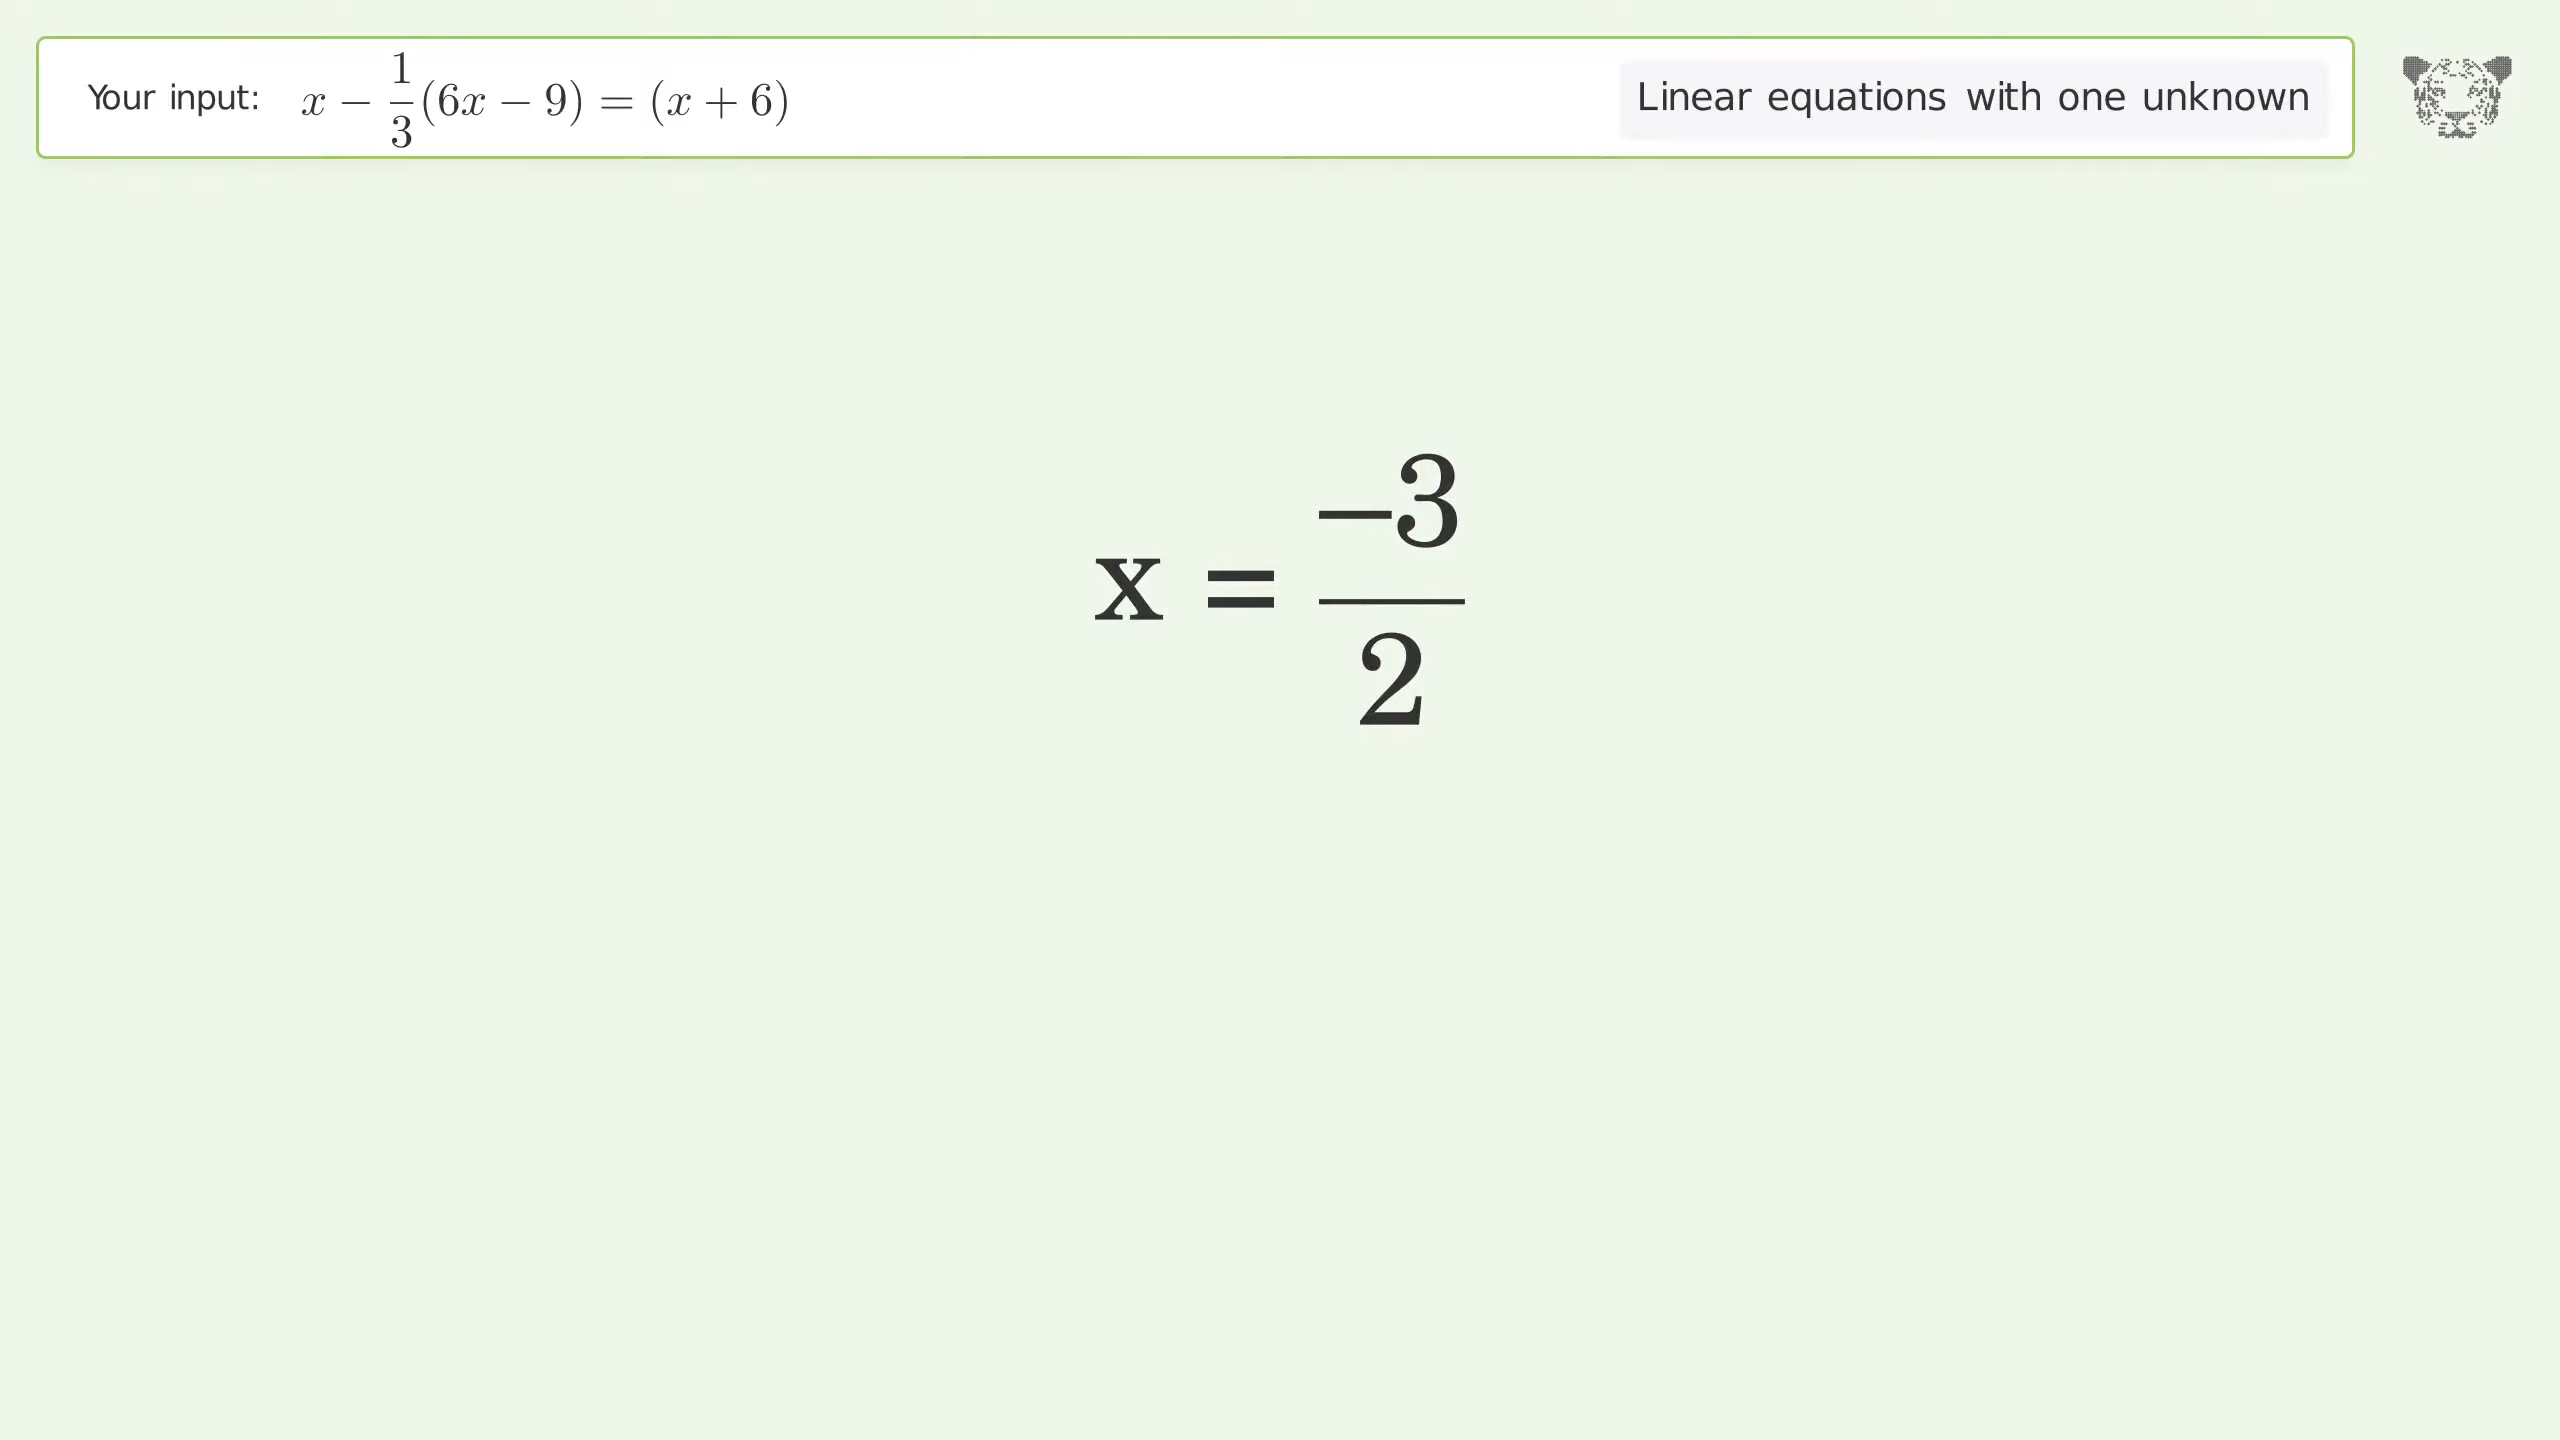 Your input: x − 1/3(6x − 9) = (x + 6)
Linear equations with one unknown
x = −3/2